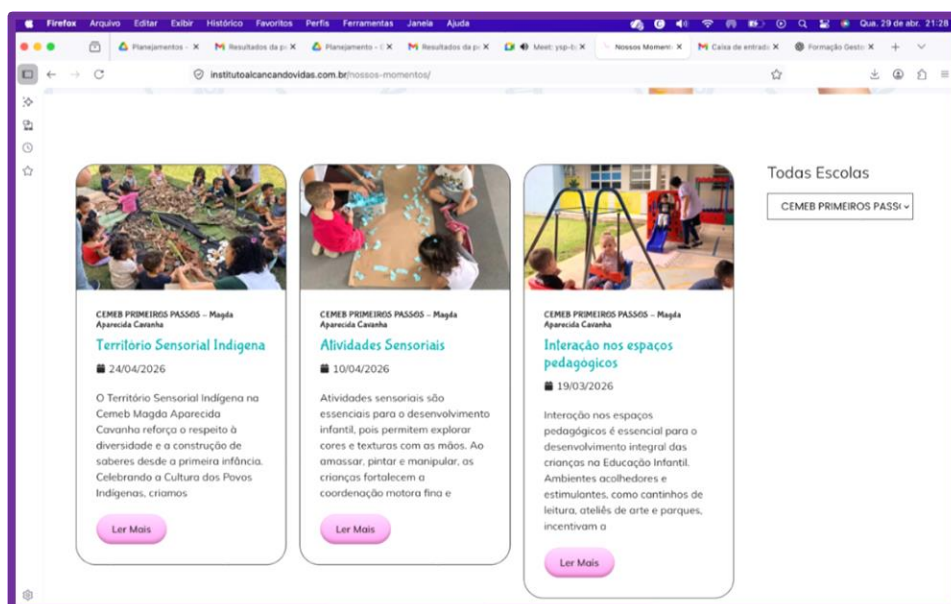 Firefox Arquivo Editar Exibir Histórico Favoritos Perfis Ferramentas Janela Ajuda Qua. 29 de abr. 21:28
Planejamentos - Resultados da p Planejamento - Resultados da p Meet: ysp-t Nossos Moment Caixa de entrad Formação Gest
institutoalcancandovidas.com.br/nossos-momentos/
CEMEB PRIMEIROS PASSOS – Magda
Aparecida Cavanha
Território Sensorial Indígena
24/04/2026
O Território Sensorial Indígena na
Cemeb Magda Aparecida
Cavanha reforça o respeito à
diversidade e a construção de
saberes desde a primeira infância.
Celebrando a Cultura dos Povos
Indígenas, criamos
Ler Mais
CEMEB PRIMEIROS PASSOS – Magda
Aparecida Cavanha
Atividades Sensoriais
10/04/2026
Atividades sensoriais são
essenciais para o desenvolvimento
infantil, pois permitem explorar
cores e texturas com as mãos. Ao
amassar, pintar e manipular, as
crianças fortalecem a
coordenação motora fina e
Ler Mais
CEMEB PRIMEIROS PASSOS – Magda
Aparecida Cavanha
Interação nos espaços
pedagógicos
19/03/2026
Interação nos espaços
pedagógicos é essencial para o
desenvolvimento integral das
crianças na Educação Infantil.
Ambientes acolhedores e
estimulantes, como cantinhos de
leitura, ateliês de arte e parques,
incentivam a
Ler Mais
Todas Escolas
CEMEB PRIMEIROS PASS